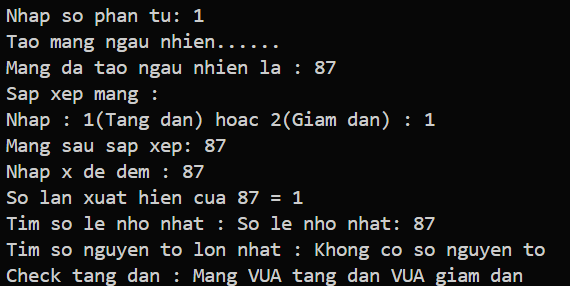 Nhap so phan tu: 1
Tao mang ngau nhien......
Mang da tao ngau nhien la : 87
Sap xep mang :
Nhap : 1(Tang dan) hoac 2(Giam dan) : 1
Mang sau sap xep: 87
Nhap x de dem : 87
So lan xuat hien cua 87 = 1
Tim so le nho nhat : So le nho nhat: 87
Tim so nguyen to lon nhat : Khong co so nguyen to
Check tang dan : Mang VUA tang dan VUA giam dan